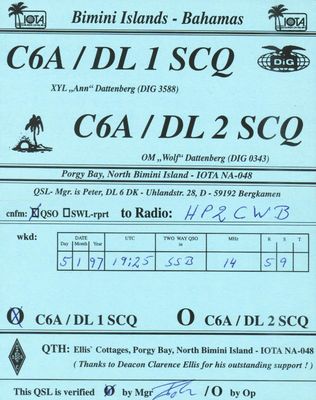 IOTA Bimini Islands - Bahamas IOTA
C6A / DL 1 SCQ
DIG
XYL „Ann" Dattenberg (DIG 3588)
C6A / DL 2 SCQ
OM „Wolf" Dattenberg (DIG 0343)
Porgy Bay, North Bimini Island - IOTA NA-048
QSL- Mgr. is Peter, DL 6 DK - Uhlandstr. 28, D - 59192 Bergkamen
cnfm: QSO SWL-rprt to Radio: HP2CWB
wkd:
DATE UTC TWO WAY QSO MHz R S T
Day Month Year in
5 1 97 19:25 SSB 14 5 9
C6A / DL 1 SCQ O C6A / DL 2 SCQ
QTH: Ellis` Cottages, Porgy Bay, North Bimini Island - IOTA NA-048
( Thanks to Deacon Clarence Ellis for his outstanding support ! )
This QSL is verified by Mgr / O by Op